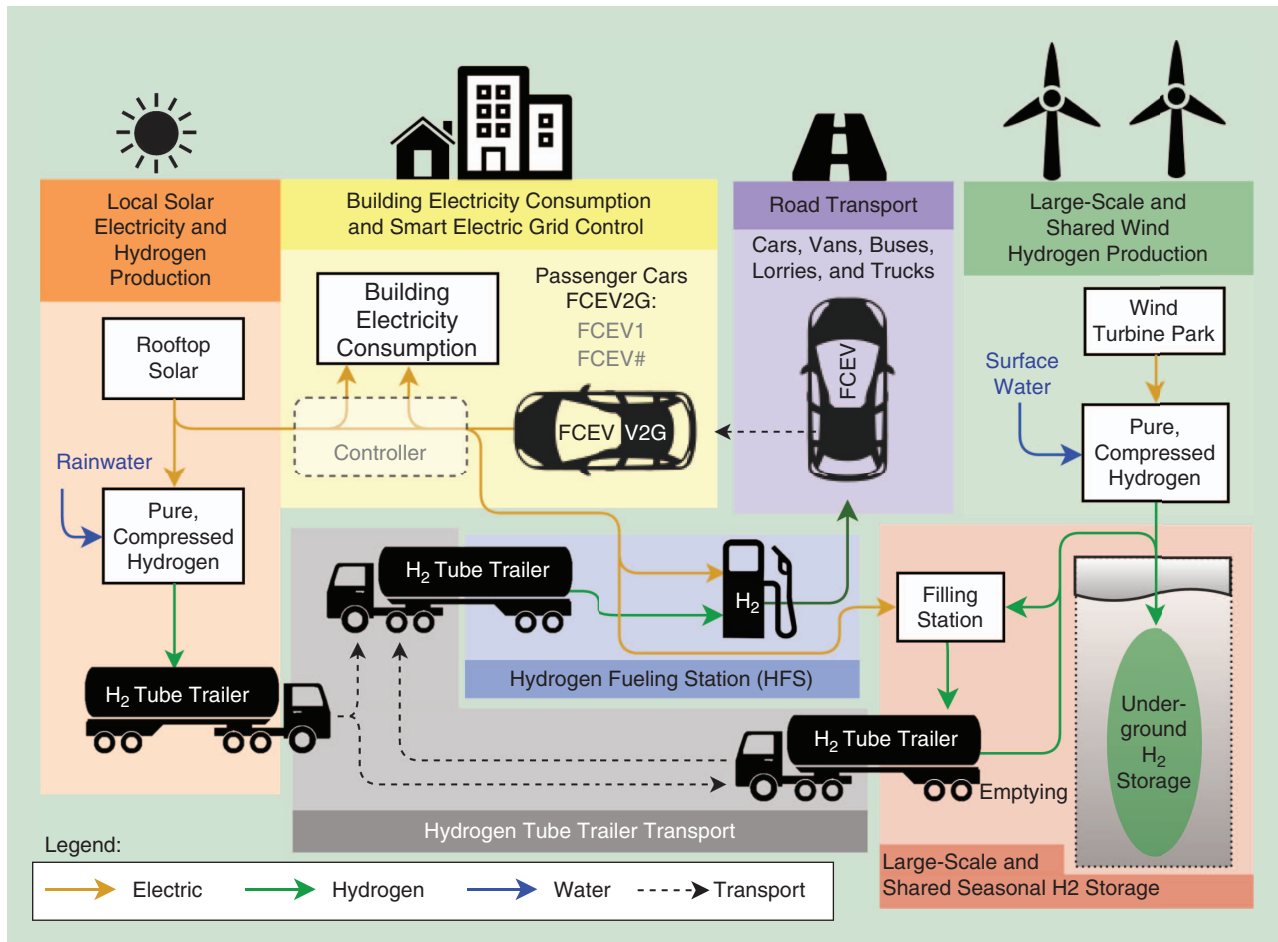 Local Solar
Electricity and
Hydrogen
Production
Building Electricity Consumption
and Smart Electric Grid Control
Road Transport
Large-Scale and
Shared Wind
Hydrogen Production
Rooftop
Solar
Rainwater
Pure,
Compressed
Hydrogen
H2 Tube Trailer
Building
Electricity
Consumption
Controller
Passenger Cars
FCEV2G:
FCEV1
FCEV#
FCEV V2G
Cars, Vans, Buses,
Lorries, and Trucks
FCEV
Wind
Turbine Park
Surface
Water
Pure,
Compressed
Hydrogen
H2 Tube Trailer
H2
Hydrogen Fueling Station (HFS)
Filling
Station
Under-
ground
H2
Storage
H2 Tube Trailer
Emptying
Hydrogen Tube Trailer Transport
Large-Scale and
Shared Seasonal H2 Storage
Legend:
Electric
Hydrogen
Water
Transport